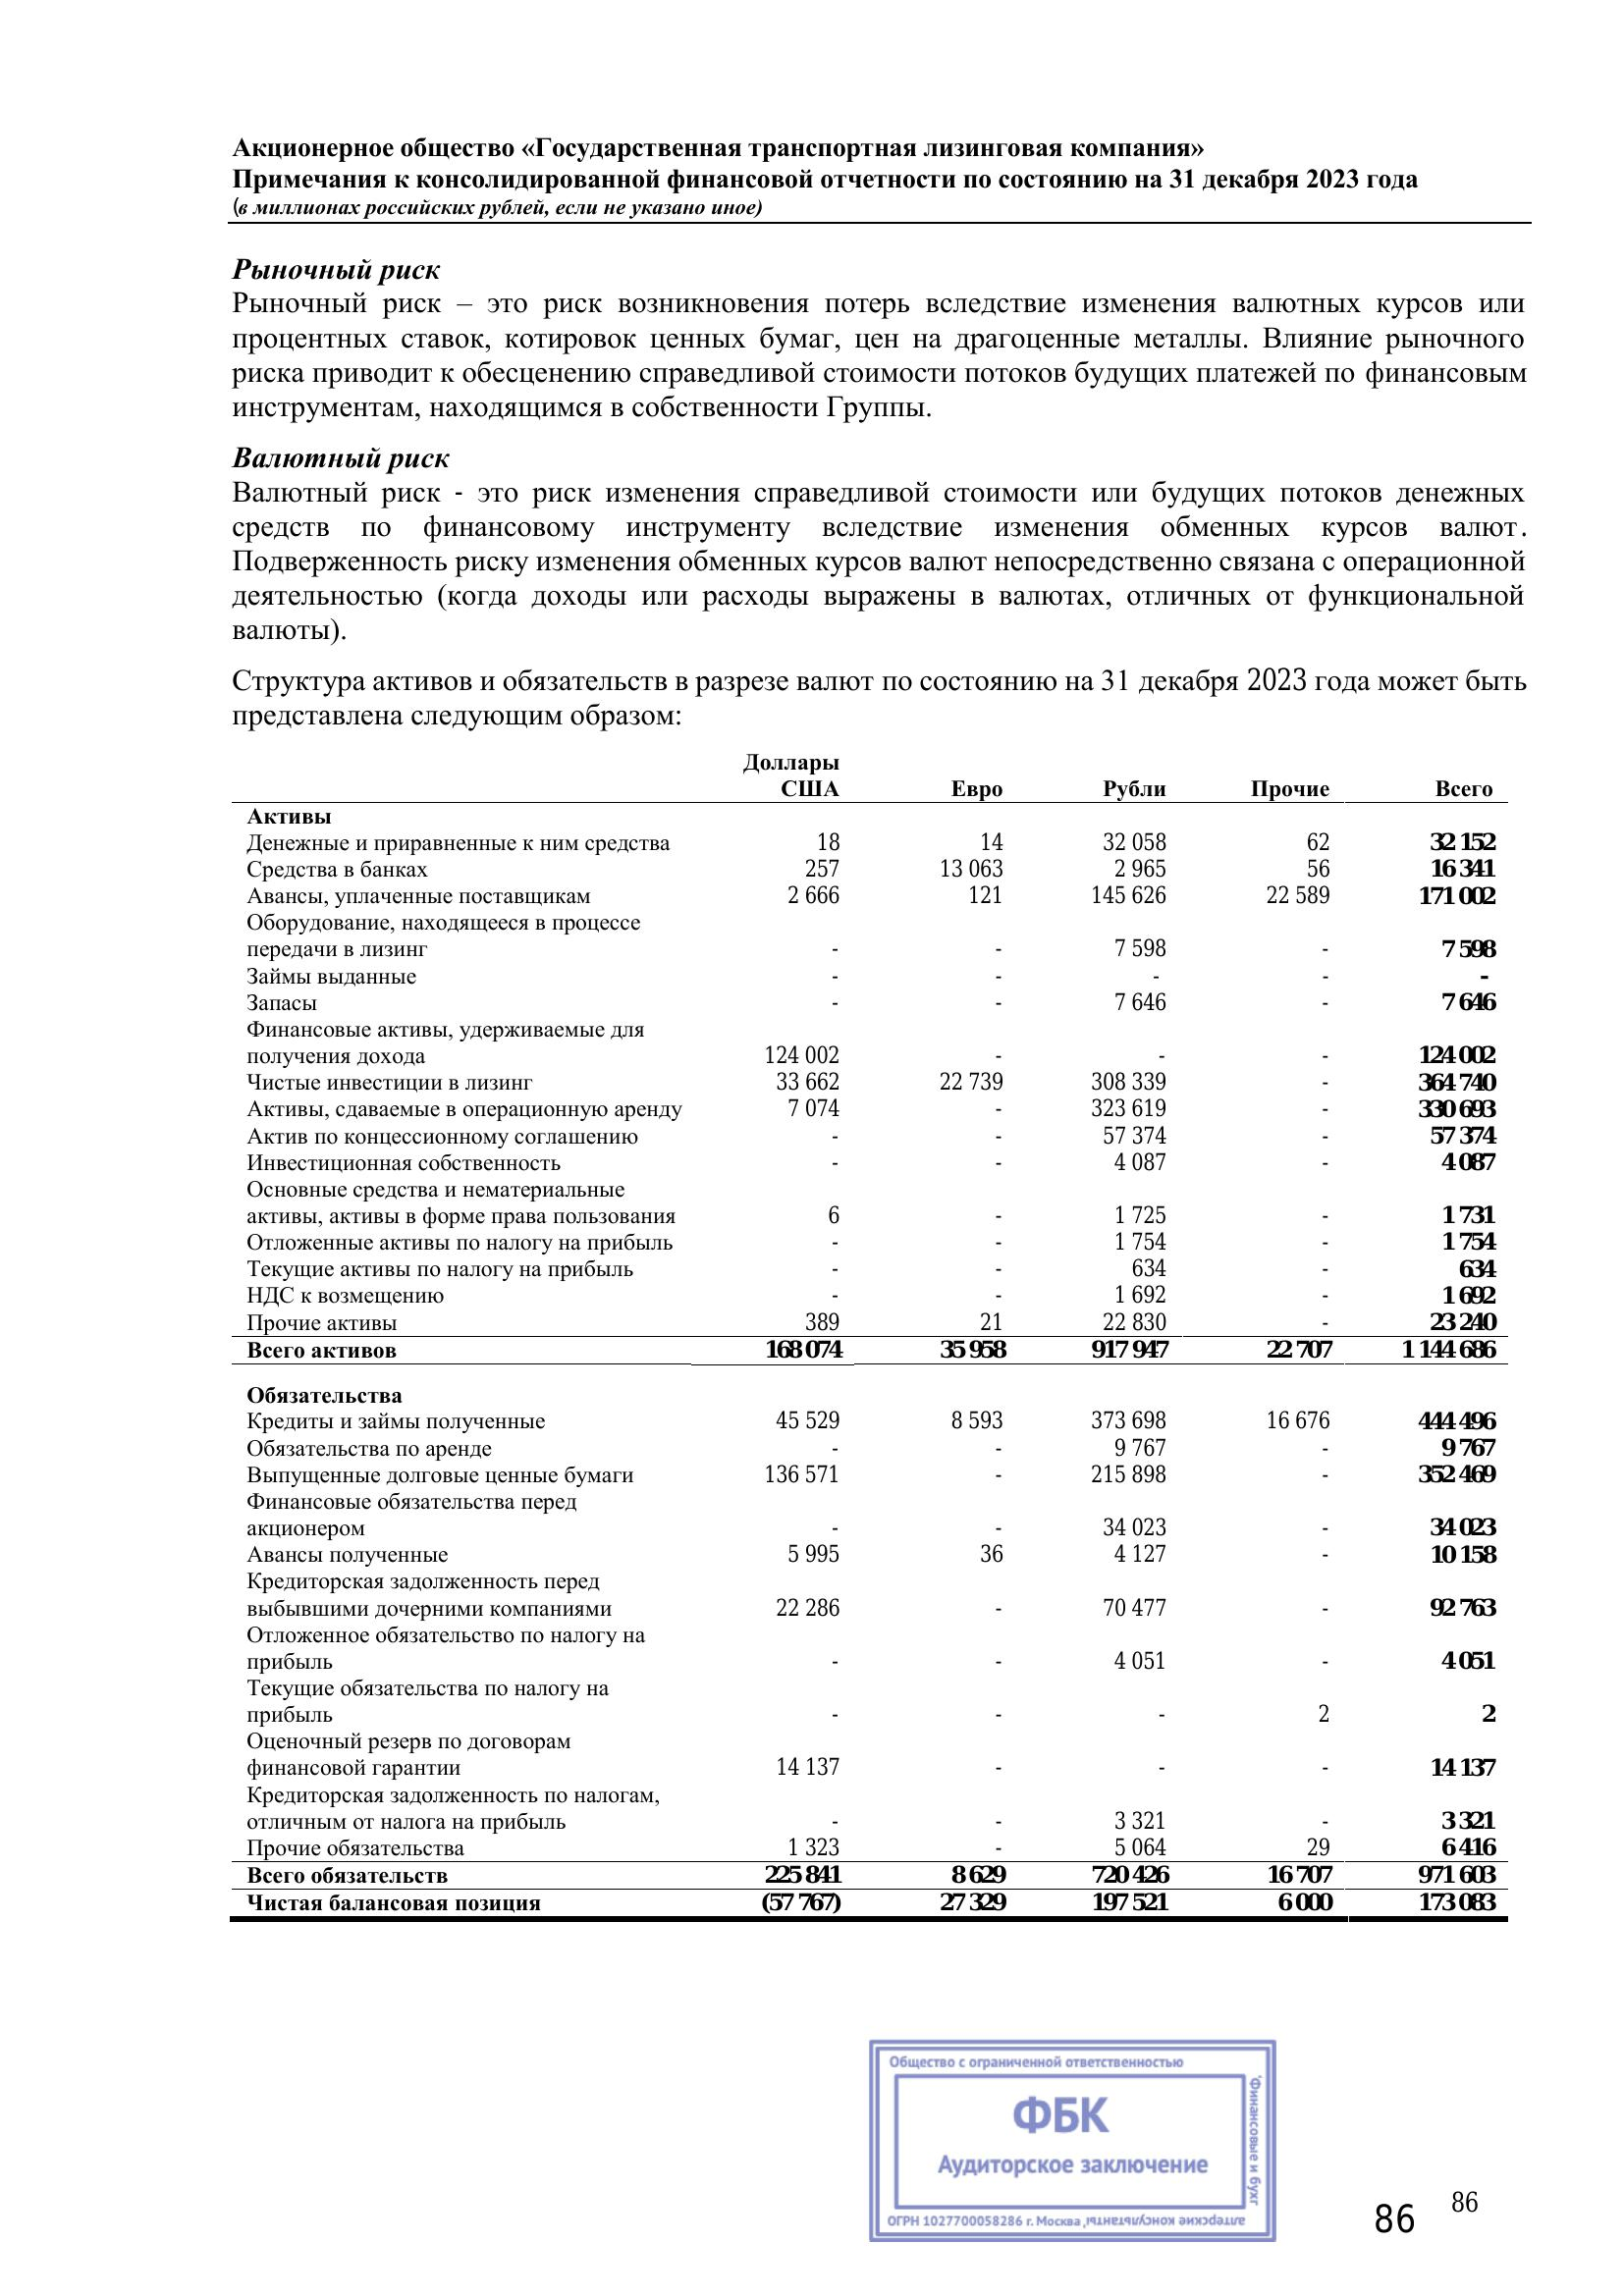 Акционерное общество «Государственная транспортная лизинговая компания»
Примечания к консолидированной финансовой отчетности по состоянию на 31 декабря 2023 года
(в миллионах российских рублей, если не указано иное)
Рыночный риск
Рыночный риск – это риск возникновения потерь вследствие изменения валютных курсов или
процентных ставок, котировок ценных бумаг, цен на драгоценные металлы. Влияние рыночного
риска приводит к обесценению справедливой стоимости потоков будущих платежей по финансовым
инструментам, находящимся в собственности Группы.
Валютный риск
Валютный риск - это риск изменения справедливой стоимости или будущих потоков денежных
средств по финансовому инструменту вследствие изменения обменных курсов валют.
Подверженность риску изменения обменных курсов валют непосредственно связана с операционной
деятельностью (когда доходы или расходы выражены в валютах, отличных от функциональной
валюты).
Структура активов и обязательств в разрезе валют по состоянию на 31 декабря 2023 года может быть
представлена следующим образом:
Доллары
США Евро Рубли Прочие Всего
Активы
Денежные и приравненные к ним средства 18 14 32 058 62 32 152
Средства в банках 257 13 063 2 965 56 16 341
Авансы, уплаченные поставщикам 2 666 121 145 626 22 589 171 002
Оборудование, находящееся в процессе
передачи в лизинг - - 7 598 - 7 598
Займы выданные - - - - -
Запасы - - 7 646 - 7 646
Финансовые активы, удерживаемые для
получения дохода 124 002 - - - 124 002
Чистые инвестиции в лизинг 33 662 22 739 308 339 - 364 740
Активы, сдаваемые в операционную аренду 7 074 - 323 619 - 330 693
Актив по концессионному соглашению - - 57 374 - 57 374
Инвестиционная собственность - - 4 087 - 4 087
Основные средства и нематериальные
активы, активы в форме права пользования 6 - 1 725 - 1 731
Отложенные активы по налогу на прибыль - - 1 754 - 1 754
Текущие активы по налогу на прибыль - - 634 - 634
НДС к возмещению - - 1 692 - 1 692
Прочие активы 389 21 22 830 - 23 240
Всего активов 168 074 35 958 917 947 22 707 1 144 686
Обязательства
Кредиты и займы полученные 45 529 8 593 373 698 16 676 444 496
Обязательства по аренде - - 9 767 - 9 767
Выпущенные долговые ценные бумаги 136 571 - 215 898 - 352 469
Финансовые обязательства перед
акционером - - 34 023 - 34 023
Авансы полученные 5 995 36 4 127 - 10 158
Кредиторская задолженность перед
выбывшими дочерними компаниями 22 286 - 70 477 - 92 763
Отложенное обязательство по налогу на
прибыль - - 4 051 - 4 051
Текущие обязательства по налогу на
прибыль - - - 2 2
Оценочный резерв по договорам
финансовой гарантии 14 137 - - - 14 137
Кредиторская задолженность по налогам,
отличным от налога на прибыль - - 3 321 - 3 321
Прочие обязательства 1 323 - 5 064 29 6 416
Всего обязательств 225 841 8 629 720 426 16 707 971 603
Чистая балансовая позиция (57 767) 27 329 197 521 6 000 173 083
Общество с ограниченной ответственностью
"Финансовые и бухг
алтерские консультанты"
ФБК
Аудиторское заключение
ОГРН 1027700058286 г. Москва
86
86